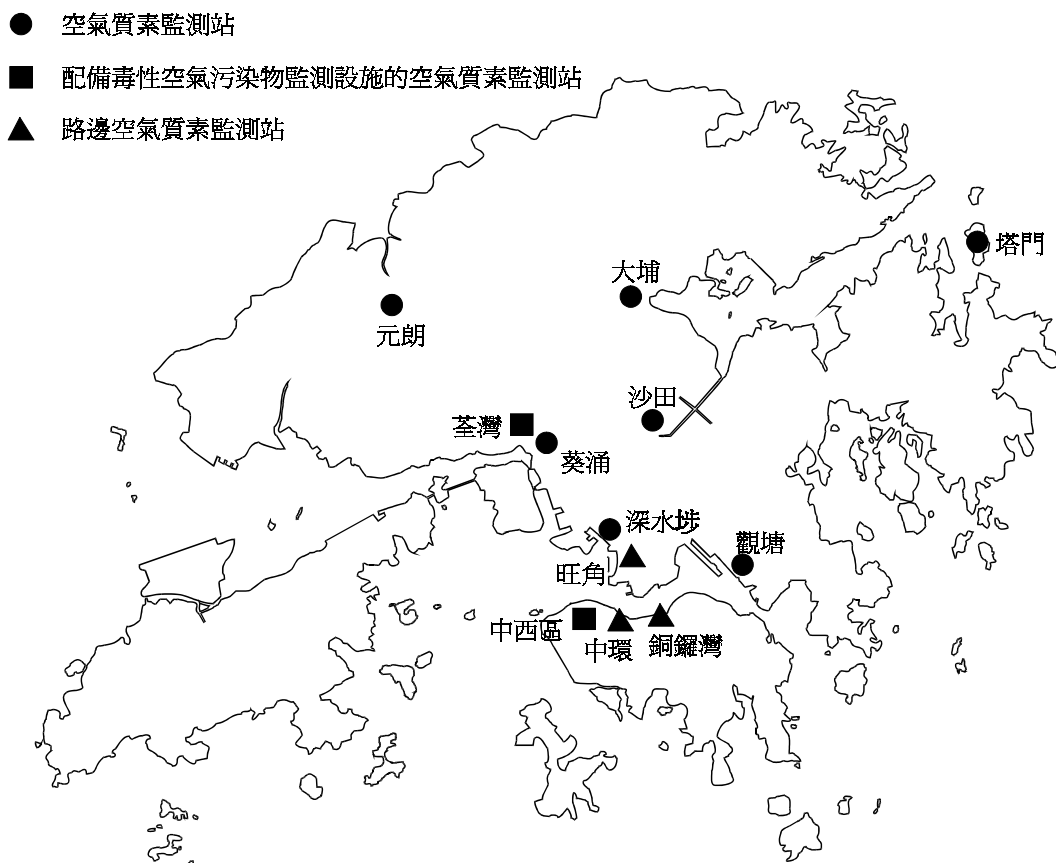 空氣質素監測站
配備毒性空氣污染物監測設施的空氣質素監測站
路邊空氣質素監測站
塔門
大埔
元朗
沙田
荃灣
葵涌
深水埗
觀塘
旺角
中西區
中環
銅鑼灣